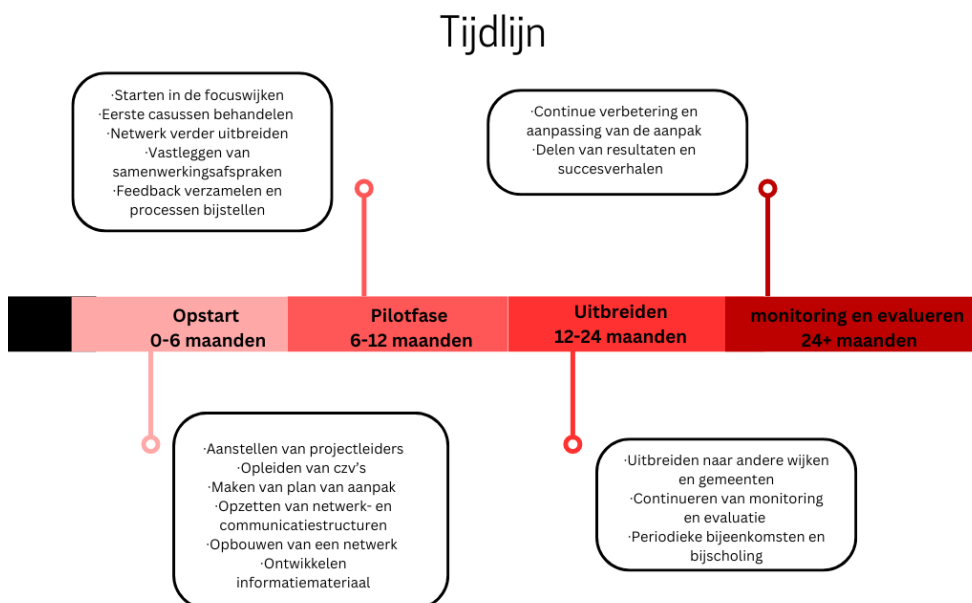 Tijdlijn
·Starten in de focuswijken
·Eerste casussen behandelen
·Netwerk verder uitbreiden
·Vastleggen van
samenwerkingsafspraken
·Feedback verzamelen en
processen bijstellen
·Continue verbetering en
aanpassing van de aanpak
·Delen van resultaten en
succesverhalen
Opstart
0-6 maanden
Pilotfase
6-12 maanden
Uitbreiden
12-24 maanden
monitoring en evalueren
24+ maanden
·Aanstellen van projectleiders
·Opleiden van czv's
·Maken van plan van aanpak
·Opzetten van netwerk- en
communicatiestructuren
·Opbouwen van een netwerk
·Ontwikkelen
informatiemateriaal
·Uitbreiden naar andere wijken
en gemeenten
·Continueren van monitoring
en evaluatie
·Periodieke bijeenkomsten en
bijscholing